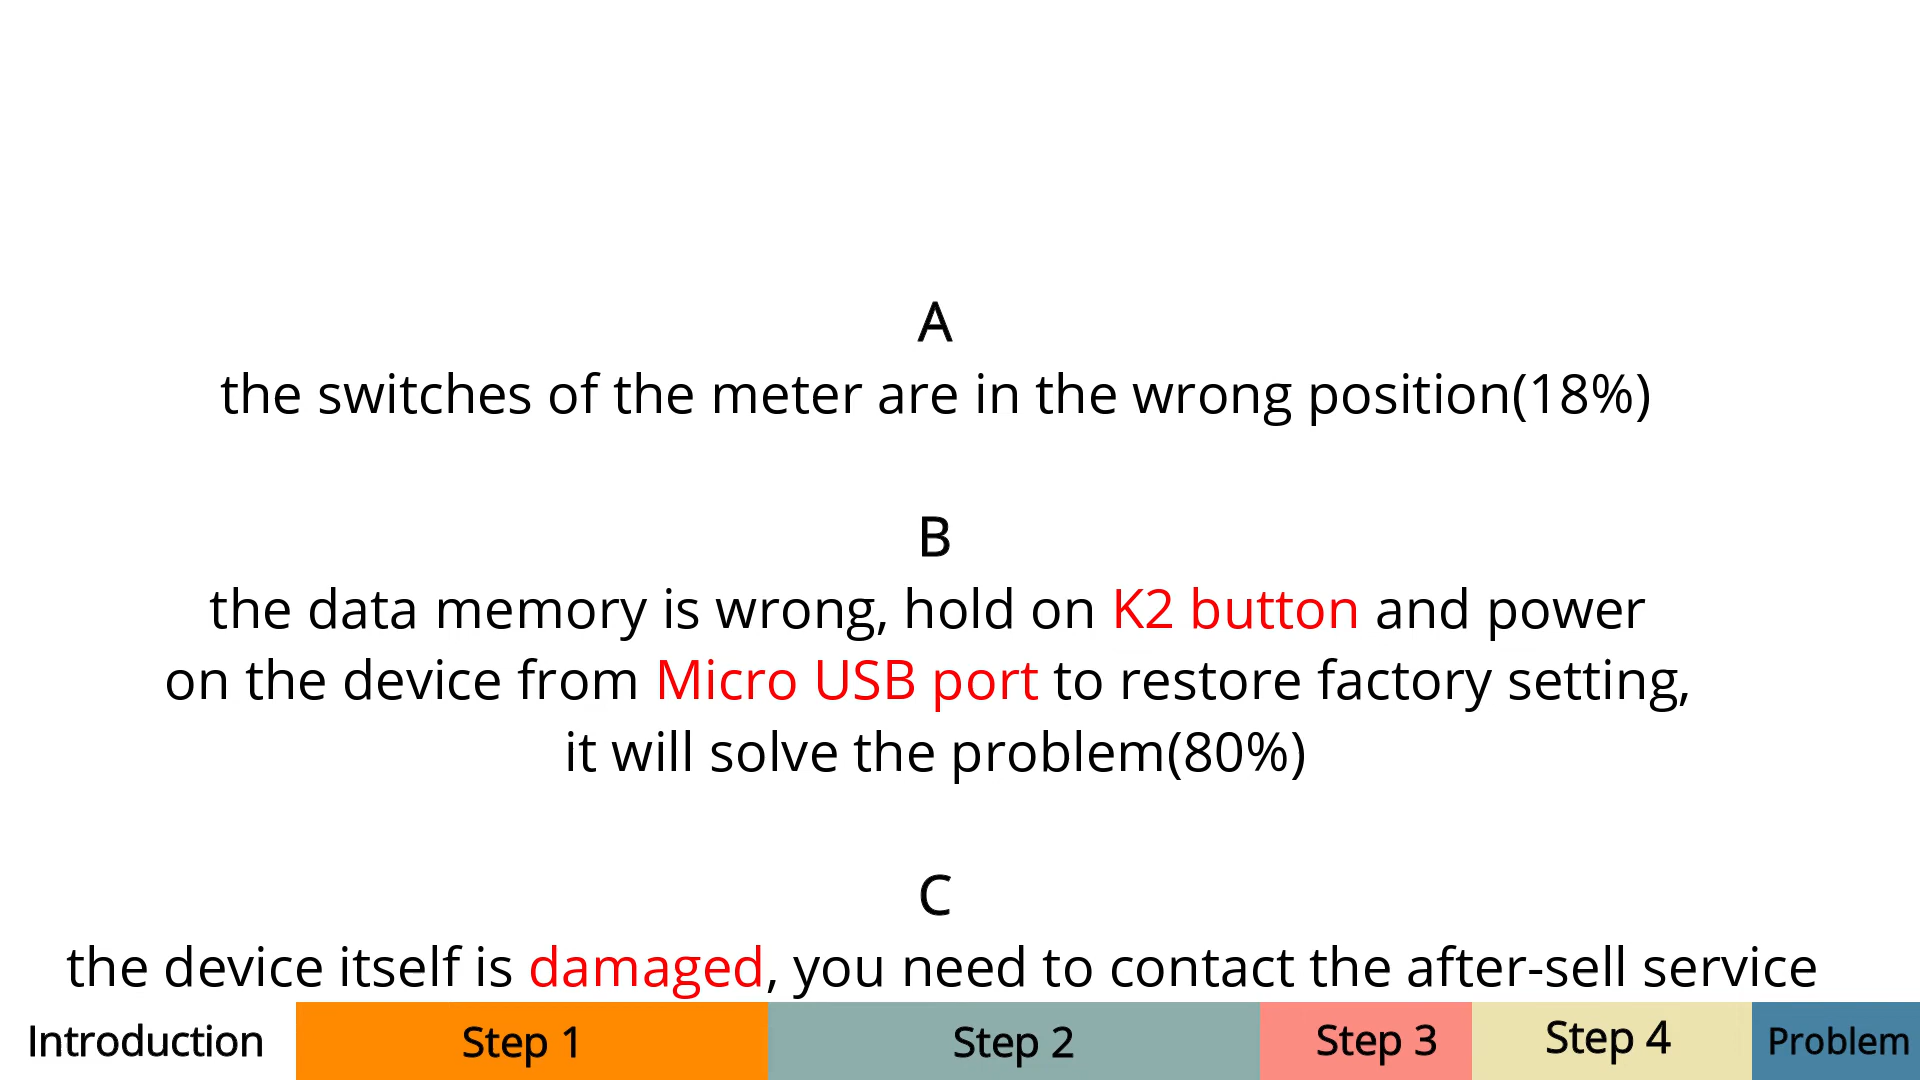 A
the switches of the meter are in the wrong position(18%)
B
the data memory is wrong, hold on K2 button and power
on the device from Micro USB port to restore factory setting,
it will solve the problem(80%)
C
the device itself is damaged, you need to contact the after-sell service
Introduction
Step 1
Step 2
Step 3
Step 4
Problem